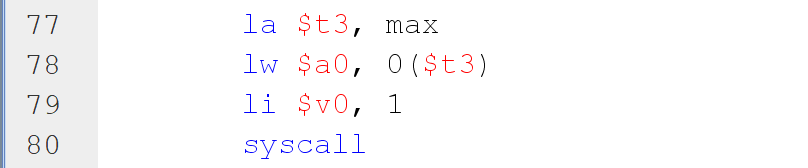 77 la $t3, max
78 lw $a0, 0($t3)
79 li $v0, 1
80 syscall